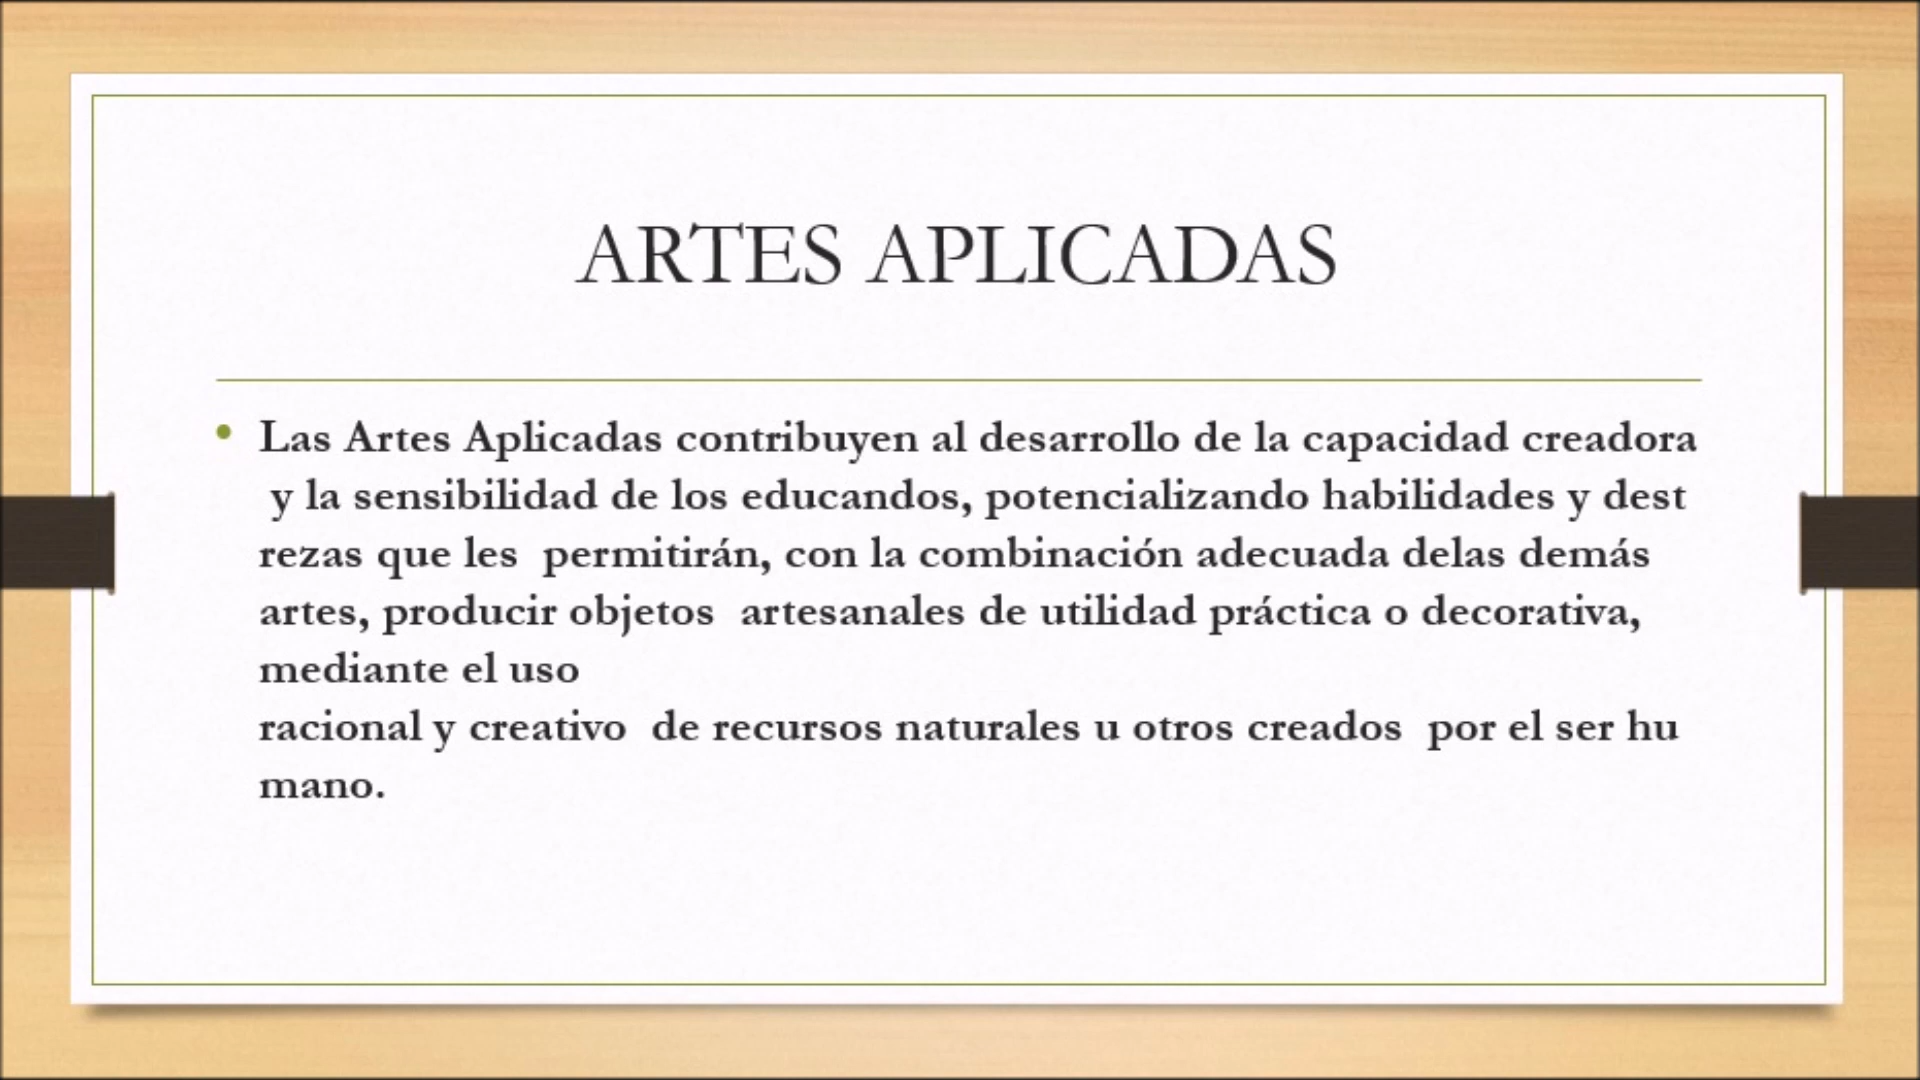 ARTES APLICADAS
• Las Artes Aplicadas contribuyen al desarrollo de la capacidad creadora
y la sensibilidad de los educandos, potencializando habilidades y dest
rezas que les  permitirán, con la combinación adecuada delas demás
artes, producir objetos  artesanales de utilidad práctica o decorativa,
mediante el uso
racional y creativo  de recursos naturales u otros creados  por el ser hu
mano.